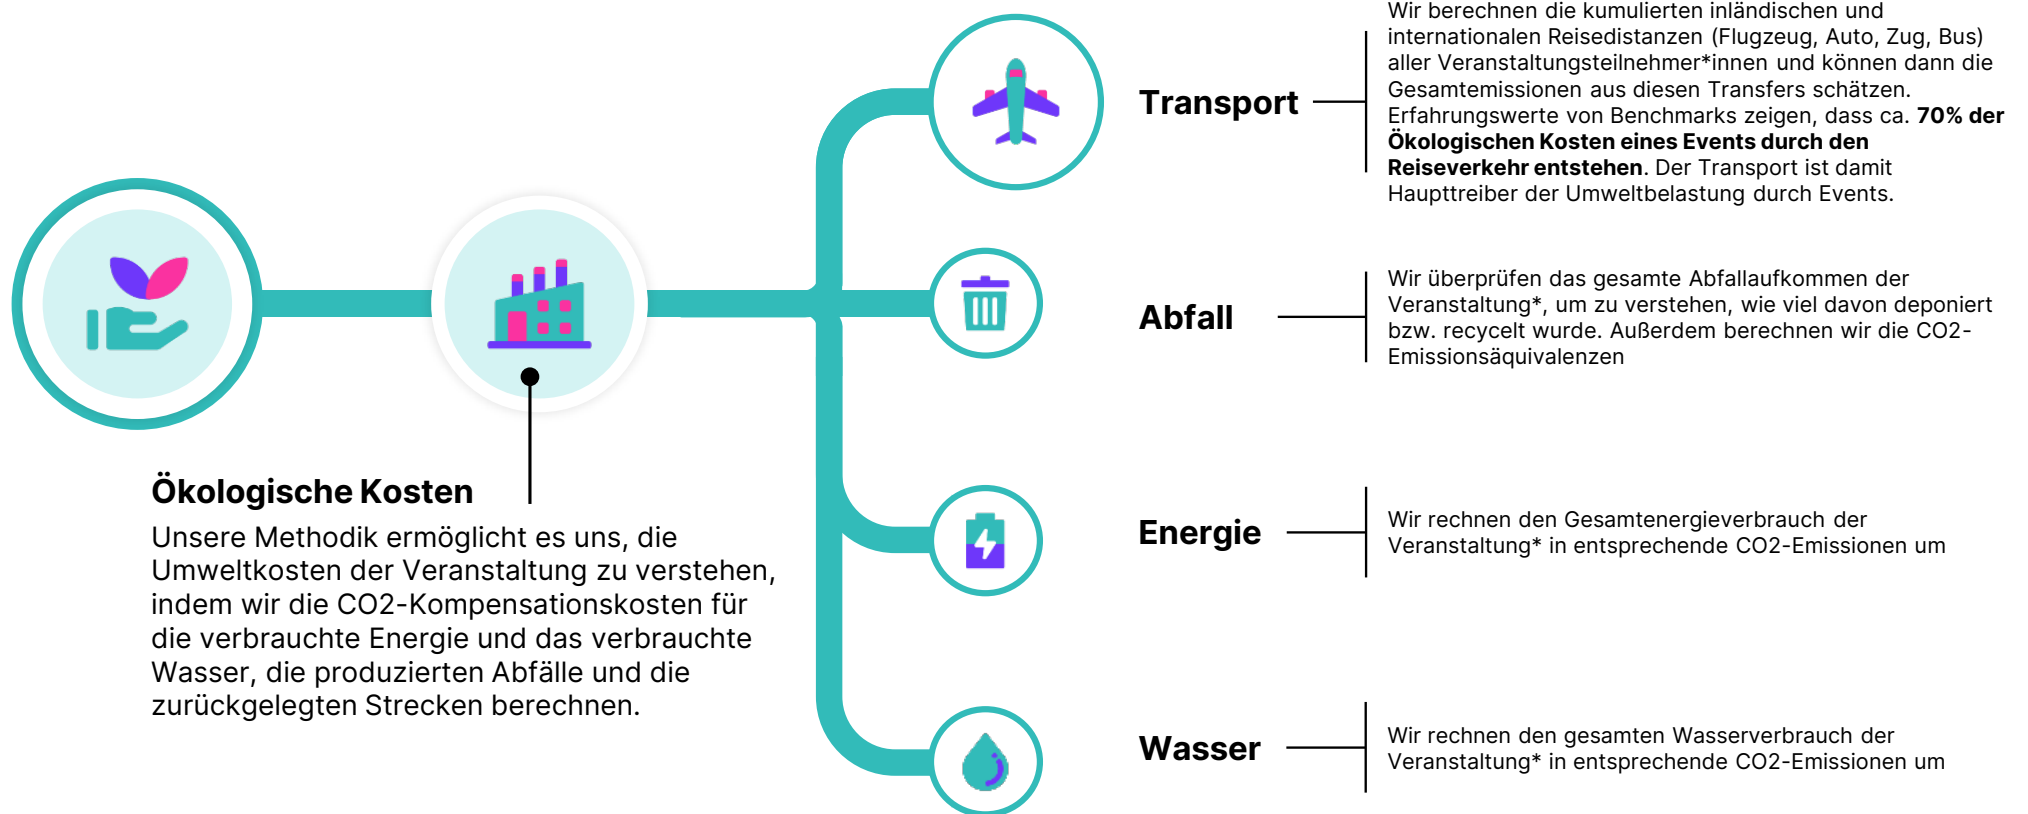 Transport
Wir berechnen die kumulierten inländischen und
internationalen Reisedistanzen (Flugzeug, Auto, Zug, Bus)
aller Veranstaltungsteilnehmer*innen und können dann die
Gesamtemissionen aus diesen Transfers schätzen.
Erfahrungswerte von Benchmarks zeigen, dass ca. 70% der
Ökologischen Kosten eines Events durch den
Reiseverkehr entstehen. Der Transport ist damit
Haupttreiber der Umweltbelastung durch Events.
Abfall
Wir überprüfen das gesamte Abfallaufkommen der
Veranstaltung*, um zu verstehen, wie viel davon deponiert
bzw. recycelt wurde. Außerdem berechnen wir die CO2-
Emissionsäquivalenzen
Ökologische Kosten
Unsere Methodik ermöglicht es uns, die
Umweltkosten der Veranstaltung zu verstehen,
indem wir die CO2-Kompensationskosten für
die verbrauchte Energie und das verbrauchte
Wasser, die produzierten Abfälle und die
zurückgelegten Strecken berechnen.
Energie
Wir rechnen den Gesamtenergieverbrauch der
Veranstaltung* in entsprechende CO2-Emissionen um
Wasser
Wir rechnen den gesamten Wasserverbrauch der
Veranstaltung* in entsprechende CO2-Emissionen um